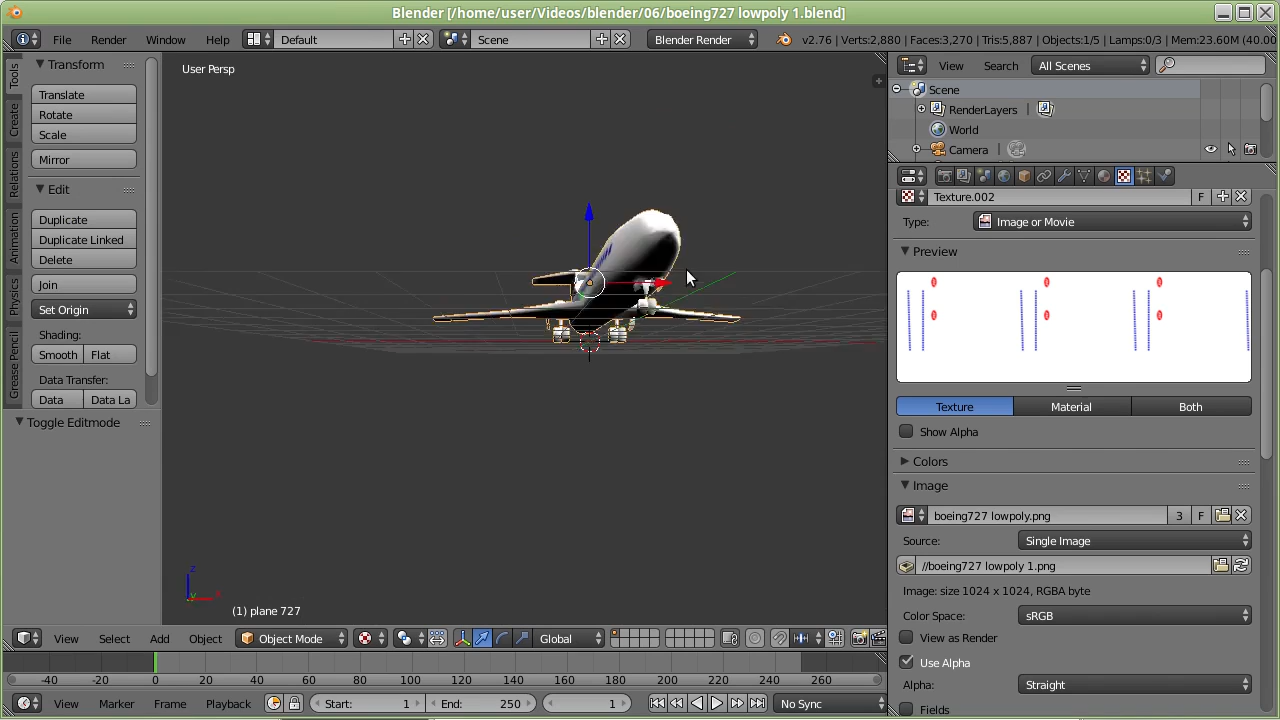 Blender [/home/user/Videos/blender/06/boeing727 lowpoly 1.blend]
File Render Window Help Default Scene Blender Render v2.76 | Verts:2,880 | Faces:3,270 | Tris:5,887 | Objects:1/5 | Lamps:0/3 | Mem:23.60M (40.00
Tools
Create
Relations
Animation
Physics
Grease Pencil
Transform
Translate
Rotate
Scale
Mirror
Edit
Duplicate
Duplicate Linked
Delete
Join
Set Origin
Shading:
Smooth Flat
Data Transfer:
Data Data La
Toggle Editmode
User Persp
z
x
y
(1) plane 727
View Select Add Object Object Mode Global
-40 -20 0 20 40 60 80 100 120 140 160 180 200 220 240 260
View Marker Frame Playback Start: 1 End: 250 1 No Sync
View Search All Scenes
Scene
RenderLayers |
World
Camera |
Texture.002 F
Type: Image or Movie
Preview
Texture Material Both
Show Alpha
Colors
Image
boeing727 lowpoly.png 3 F
Source: Single Image
//boeing727 lowpoly 1.png
Image: size 1024 x 1024, RGBA byte
Color Space: sRGB
View as Render
Use Alpha
Alpha: Straight
Fields